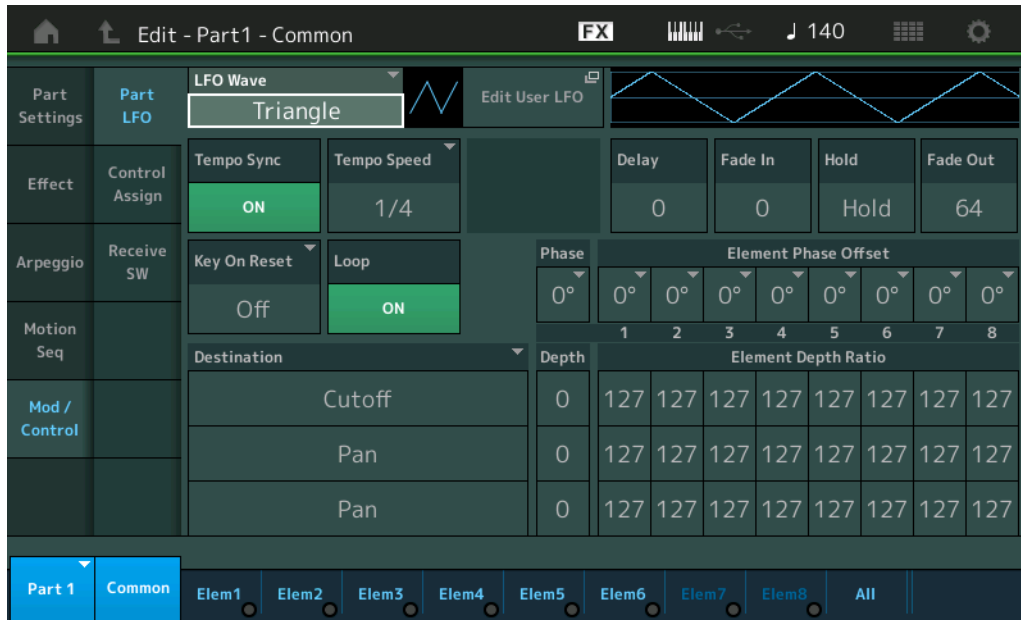 Edit - Part1 - Common
FX
♩ 140
Part Settings
Part LFO
LFO Wave
Triangle
Edit User LFO
Effect
Control Assign
Tempo Sync
ON
Tempo Speed
1/4
Delay
0
Fade In
0
Hold
Hold
Fade Out
64
Arpeggio
Receive SW
Key On Reset
Off
Loop
ON
Phase
0°
Element Phase Offset
0° 0° 0° 0° 0° 0° 0° 0°
1 2 3 4 5 6 7 8
Motion Seq
Mod / Control
Destination
Depth
Element Depth Ratio
Cutoff 0 127 127 127 127 127 127 127 127
Pan 0 127 127 127 127 127 127 127 127
Pan 0 127 127 127 127 127 127 127 127
Part 1
Common
Elem1 Elem2 Elem3 Elem4 Elem5 Elem6 Elem7 Elem8 All